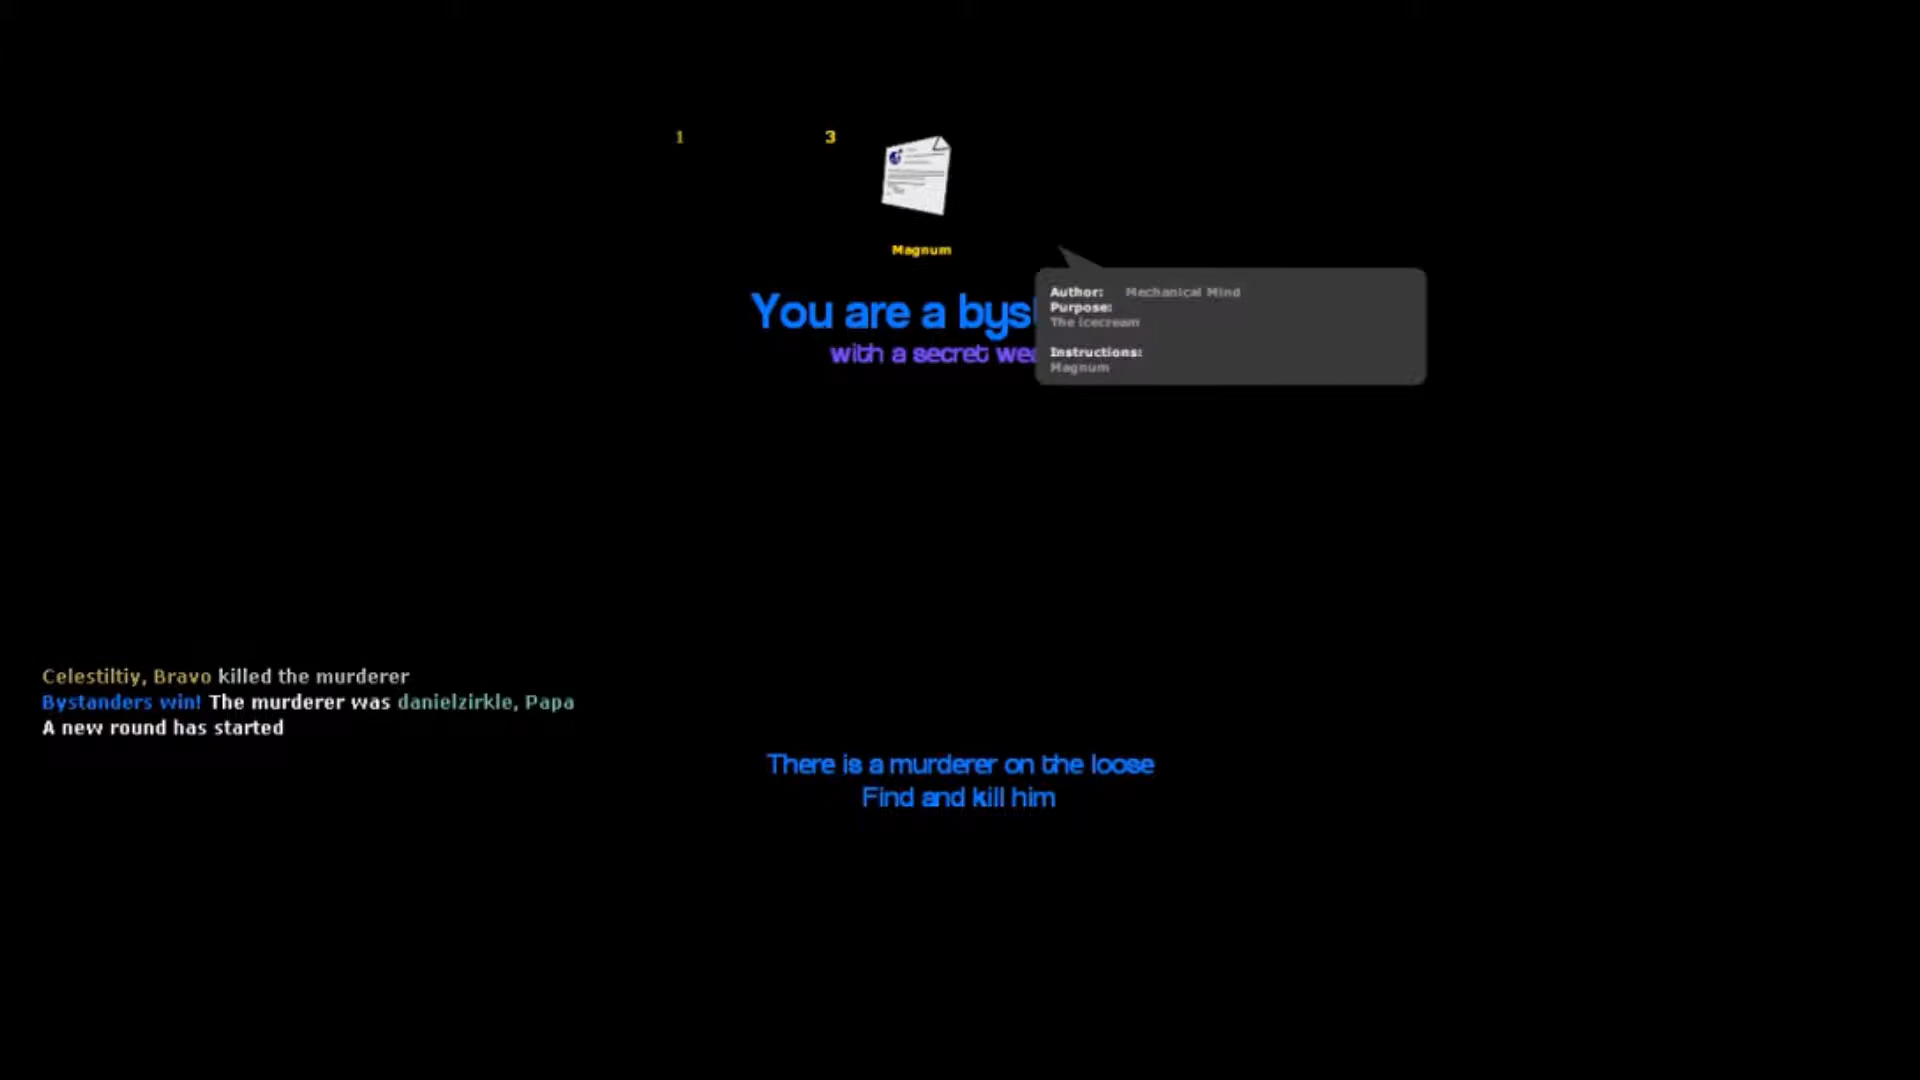 1
3
Magnum
You are a bys
with a secret wea
Author: Mechanical Mind
Purpose:
The icecream
Instructions:
Magnum
Celestiltiy, Bravo killed the murderer
Bystanders win! The murderer was danielzirkle, Papa
A new round has started
There is a murderer on the loose
Find and kill him